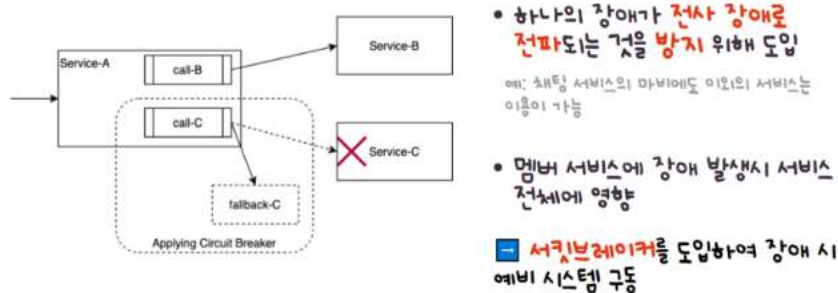 Service-A
call-B
Service-B
call-C
Service-C
fallback-C
Applying Circuit Breaker
• 하나의 장애가 전사 장애로
전파되는 것을 방지 위해 도입
예: 채팅 서비스의 마비에도 이외의 서비스는
이용이 가능
• 멤버 서비스에 장애 발생시 서비스
전체에 영향
➡ 서킷브레이커를 도입하여 장애 시
예비 시스템 구동